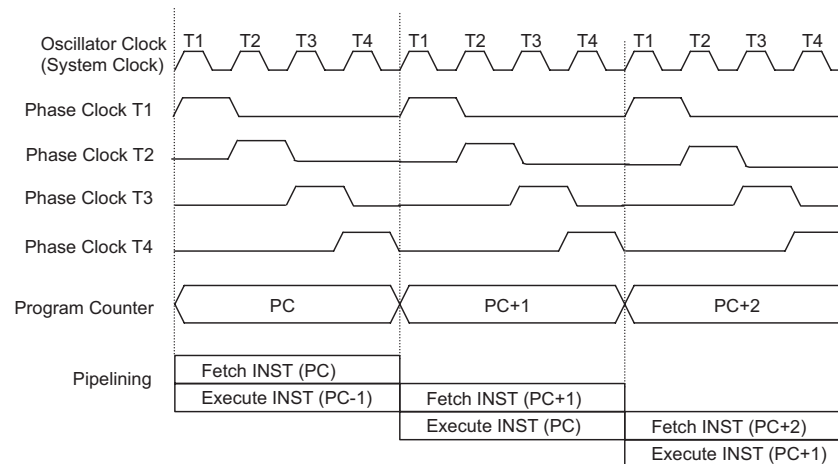 Oscillator Clock
(System Clock)
T1 T2 T3 T4 T1 T2 T3 T4 T1 T2 T3 T4
Phase Clock T1
Phase Clock T2
Phase Clock T3
Phase Clock T4
Program Counter PC PC+1 PC+2
Pipelining
Fetch INST (PC)
Execute INST (PC-1) Fetch INST (PC+1)
Execute INST (PC) Fetch INST (PC+2)
Execute INST (PC+1)